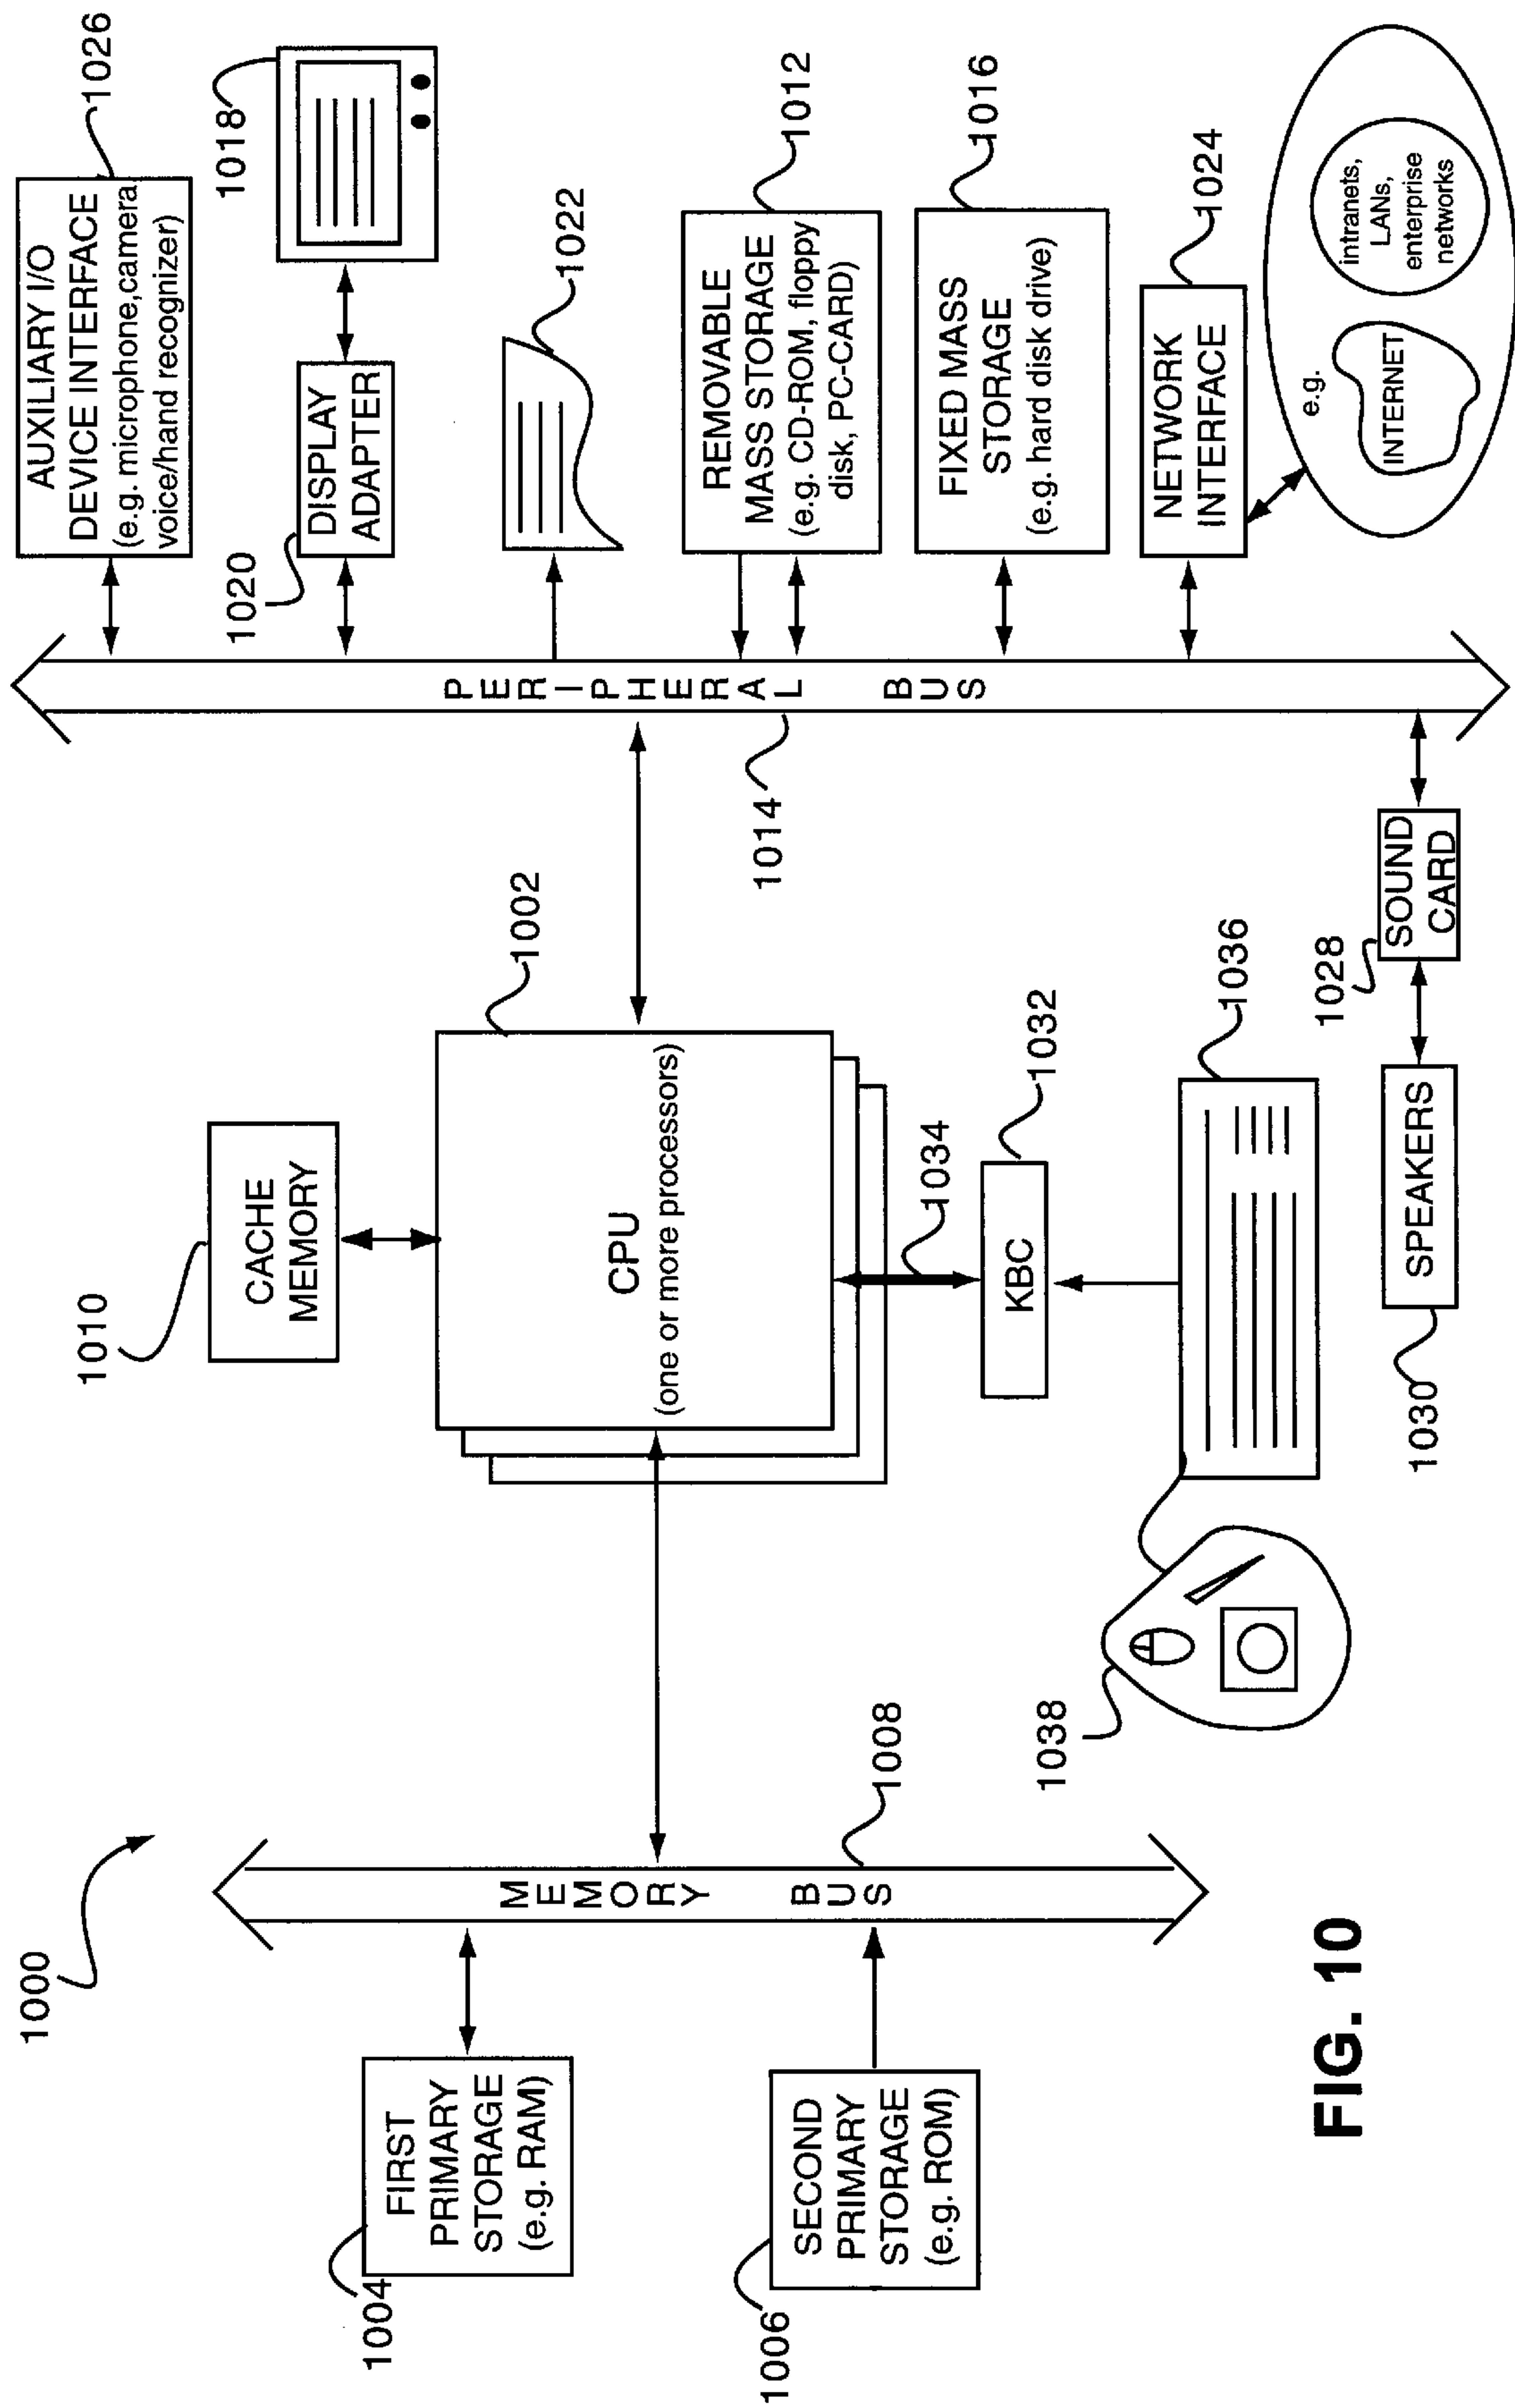 1000
1004
FIRST
PRIMARY
STORAGE
(e.g. RAM)
1006
SECOND
PRIMARY
STORAGE
(e.g. ROM)
MEMORY BUS
1008
1010
CACHE
MEMORY
CPU
(one or more processors)
1002
1034
KBC
1032
1036
1038
1030
SPEAKERS
1028
SOUND
CARD
PERIPHERAL BUS
1014
AUXILIARY I/O
DEVICE INTERFACE
(e.g. microphone,camera
voice/hand recognizer)
1026
1020
DISPLAY
ADAPTER
1018
1022
REMOVABLE
MASS STORAGE
(e.g. CD-ROM, floppy
disk, PC-CARD)
1012
FIXED MASS
STORAGE
(e.g. hard disk drive)
1016
NETWORK
INTERFACE
1024
e.g.
INTERNET
intranets,
LANs,
enterprise
networks
FIG. 10